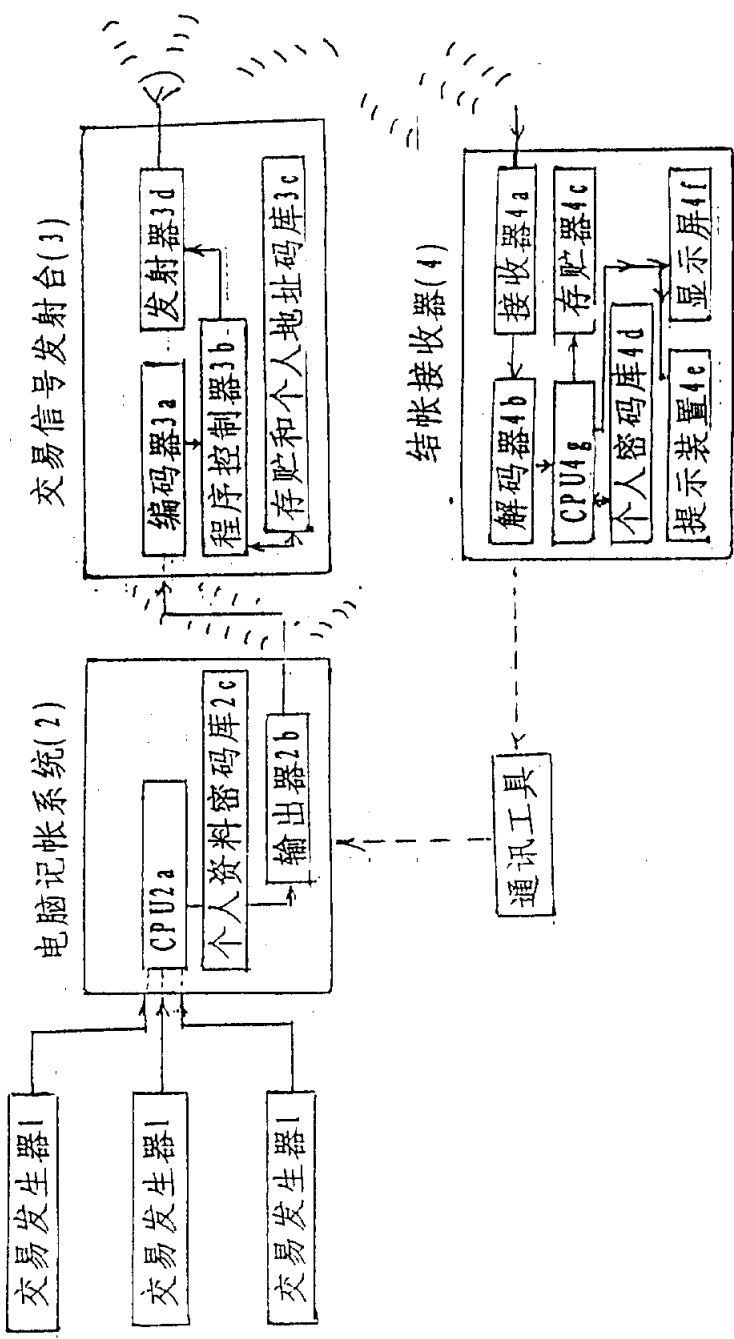 交易发生器1
交易发生器1
交易发生器1
电脑记帐系统(2)
CPU2a
个人资料密码库2c
输出器2b
交易信号发射台(3)
编码器3a
发射器3d
程序控制器3b
存贮和个人地址码库3c
结帐接收器(4)
解码器4b
接收器4a
CPU4g
存贮器4c
个人密码库4d
提示装置4e
显示屏4f
通讯工具